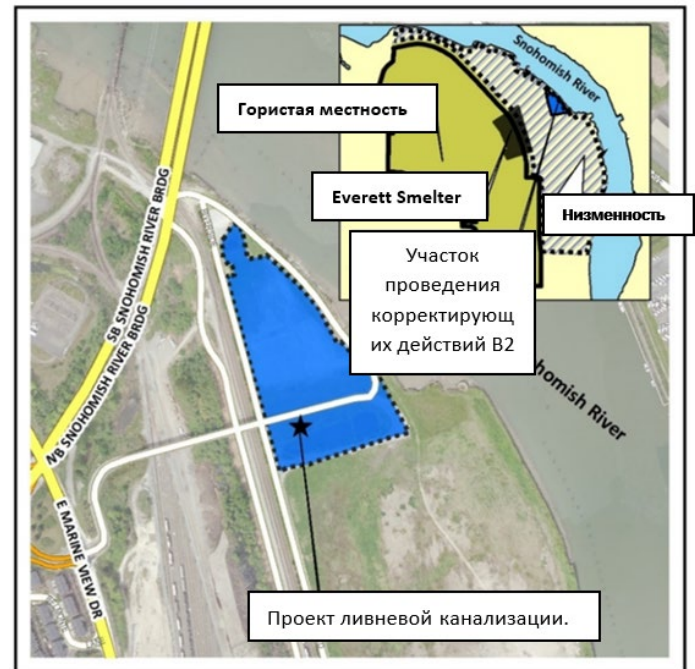 Snohomish River
Гористая местность
Everett Smelter
Низменность
Участок
проведения
корректирующ
их действий B2
SB SNOHOMISH RIVER BRDG
NB SNOHOMISH RIVER BRDG
River
E MARINE VIEW DR
Проект ливневой канализации.